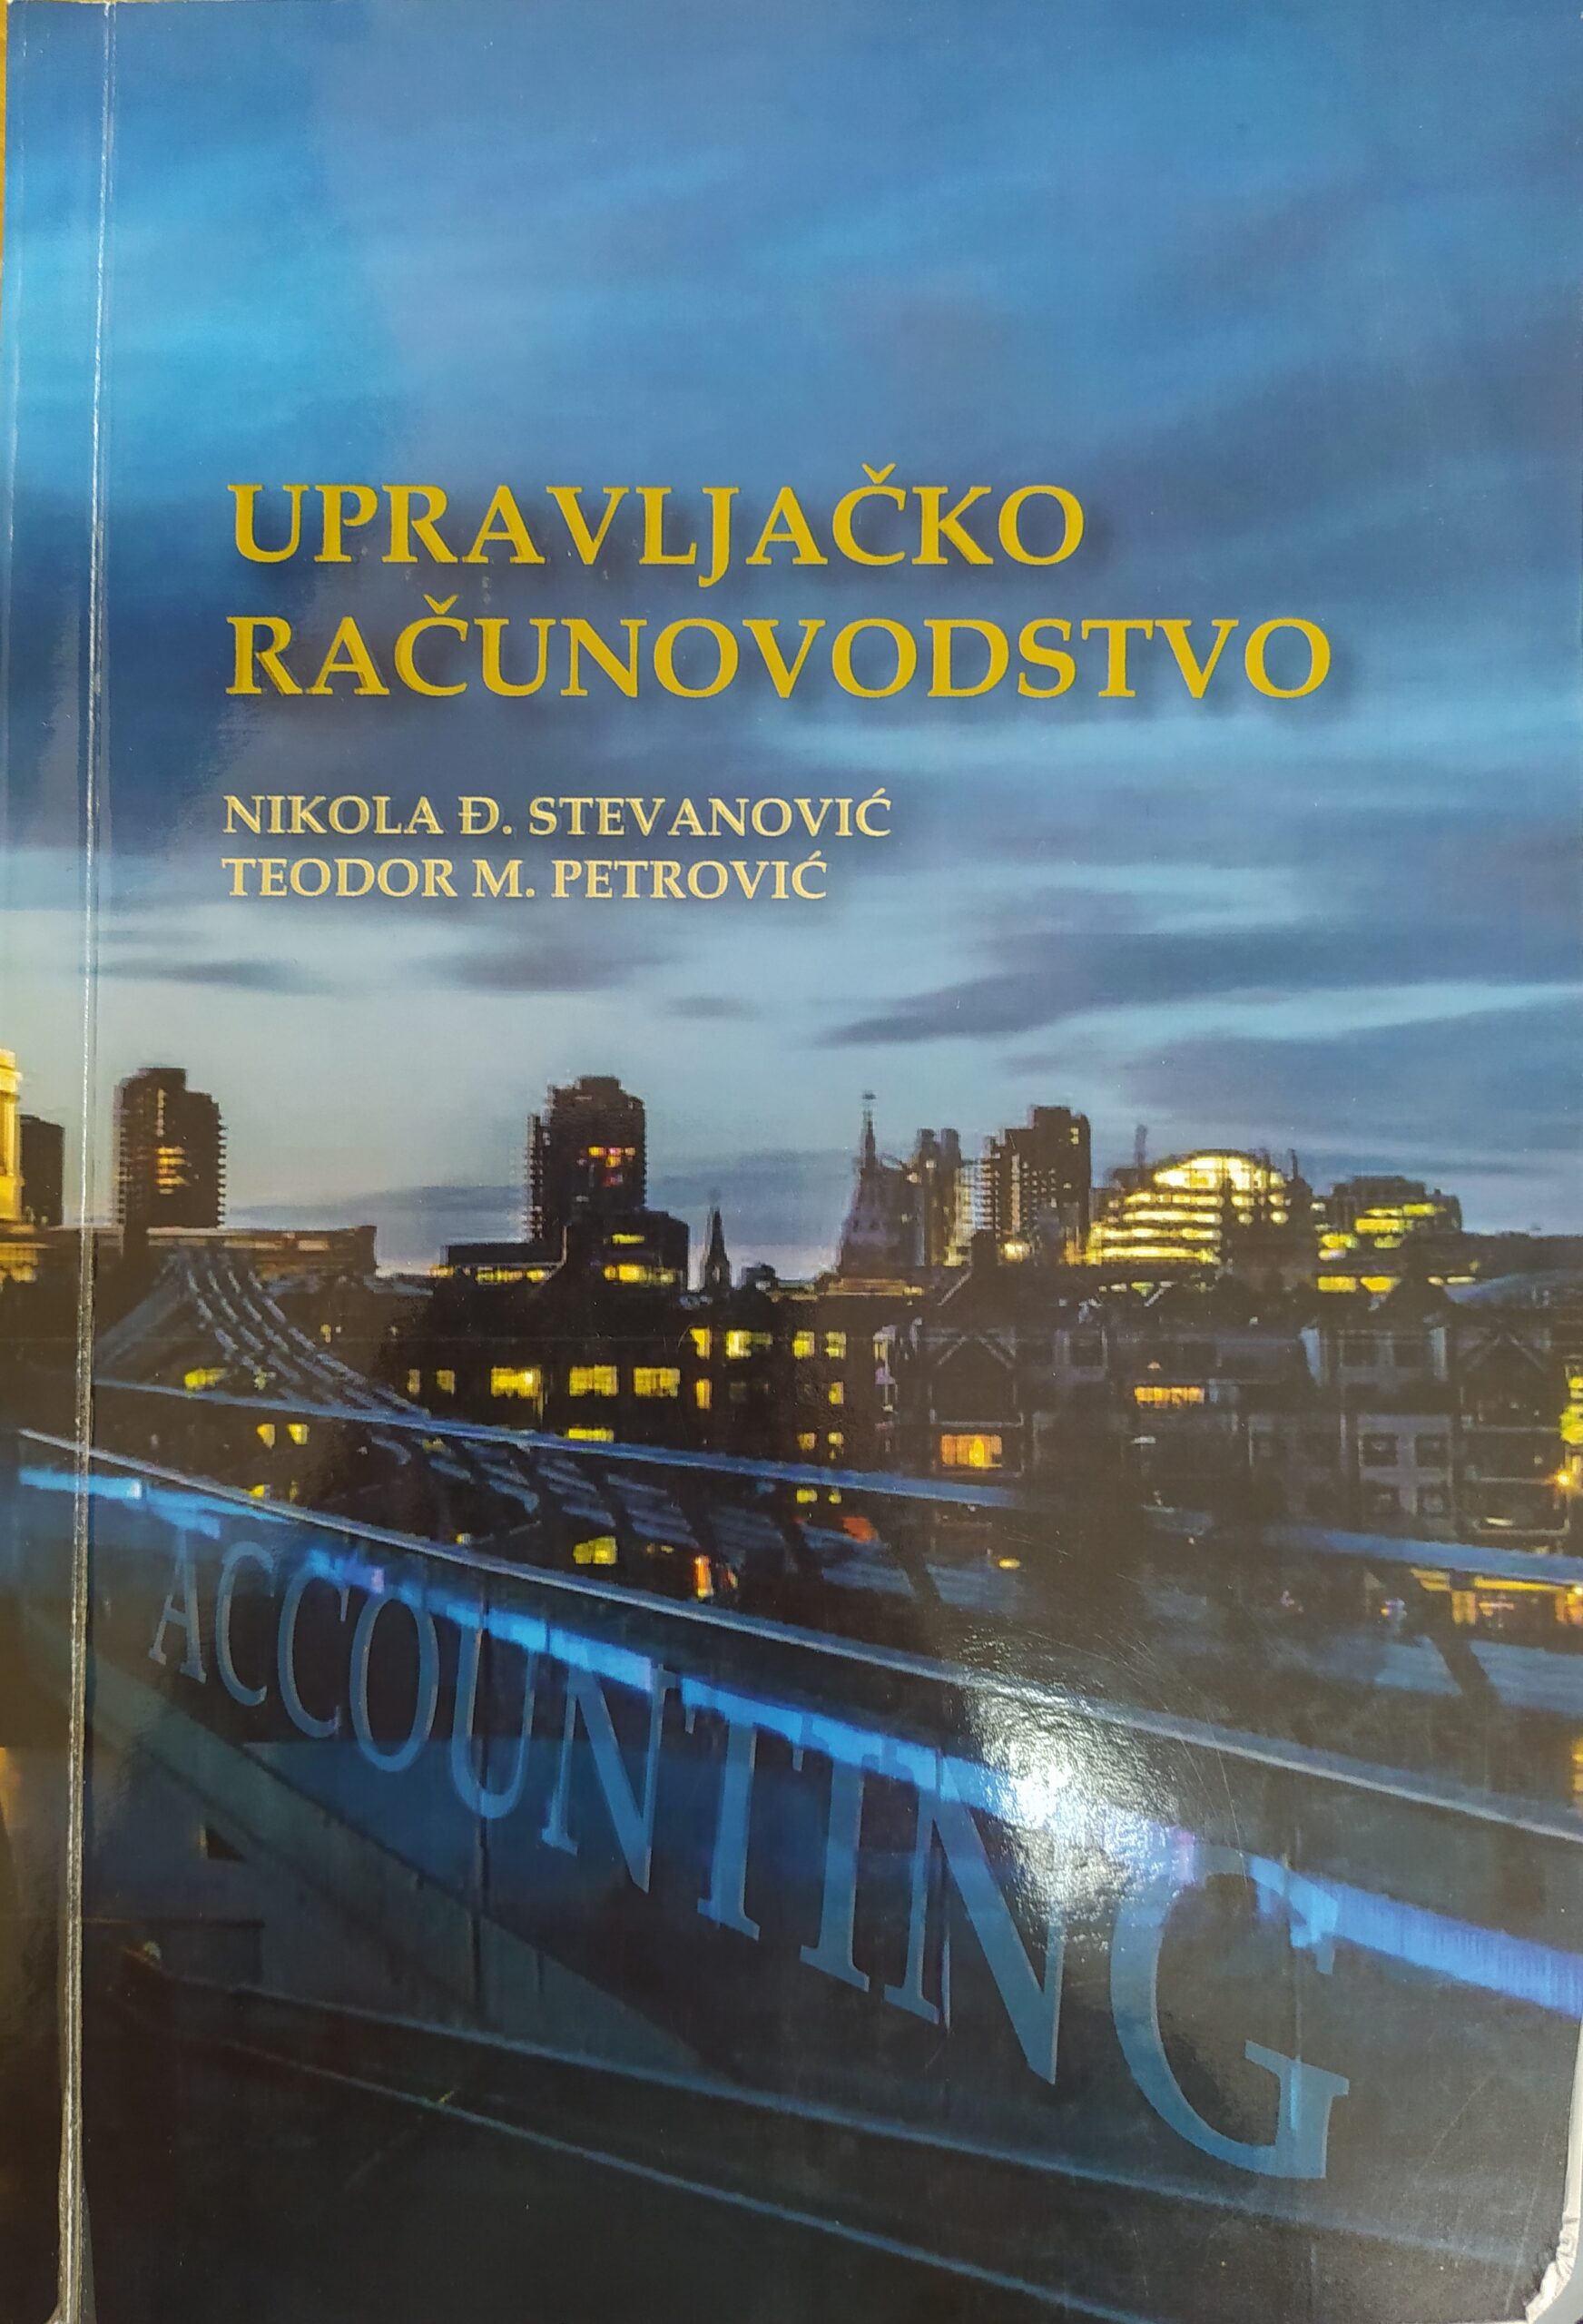 UPRAVLJAČKO
RAČUNOVODSTVO
NIKOLA Đ. STEVANOVIĆ
TEODOR M. PETROVIĆ
ACCOUNTING